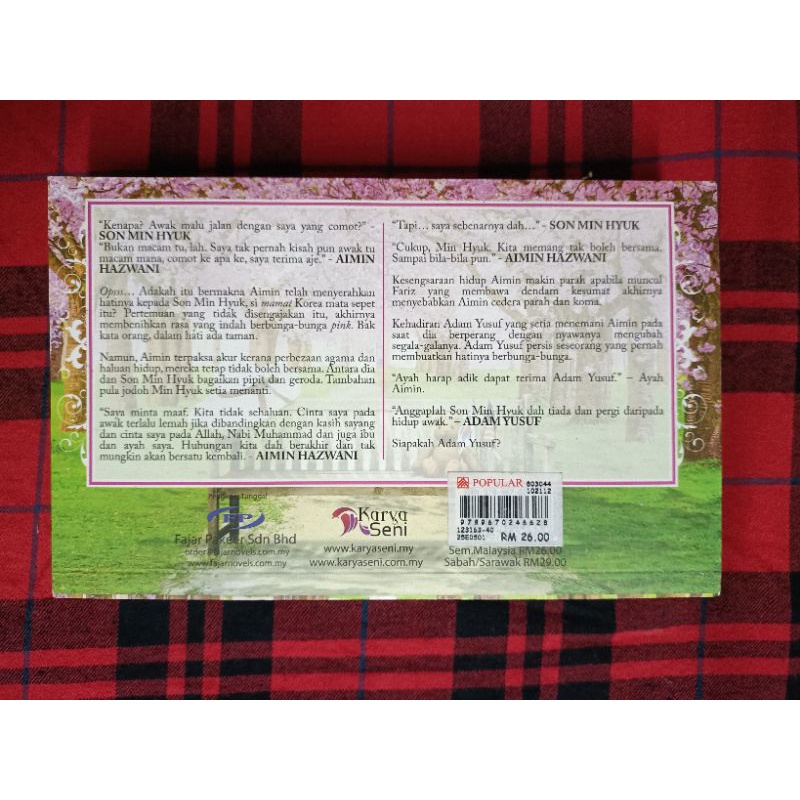 “Kenapa? Awak malu jalan dengan saya yang comot?” -
SON MIN HYUK
“Bukan macam tu, lah. Saya tak pernah kisah pun awak tu
macam mana, comot ke apa ke, saya terima aje.” - AIMIN
HAZWANI
Opss... Adakah itu bermakna Aimin telah menyerahkan
hatinya kepada Son Min Hyuk, si mamat Korea mata sepet
itu? Pertemuan yang tidak disengajakan itu, akhirnya
membenihkan rasa yang indah berbunga-bunga pink. Bak
kata orang, dalam hati ada taman.
Namun, Aimin terpaksa akur kerana perbezaan agama dan
haluan hidup, mereka tetap tidak boleh bersama. Antara dia
dan Son Min Hyuk bagaikan pipit dan geroda. Tambahan
pula jodoh Min Hyuk setia menanti.
“Saya minta maaf. Kita tidak sehaluan. Cinta saya pada
awak terlalu lemah jika dibandingkan dengan kasih sayang
dan cinta saya pada Allah, Nabi Muhammad dan juga ibu
dan ayah saya. Hubungan kita dah berakhir dan tak
mungkin akan bersatu kembali. - AIMIN HAZWANI
“Tapi... saya sebenarnya dah...” - SON MIN HYUK
“Cukup, Min Hyuk. Kita memang tak boleh bersama.
Sampai bila-bila pun.” - AIMIN HAZWANI
Kesengsaraan hidup Aimin makin parah apabila muncul
Fariz yang membawa dendam kesumat akhirnya
menyebabkan Aimin cedera parah dan koma.
Kehadiran Adam Yusuf yang setia menemani Aimin pada
saat dia berperang dengan nyawanya mengubah
segala-galanya. Adam Yusuf persis seseorang yang pernah
membuatkan hatinya berbunga-bunga.
“Ayah harap adik dapat terima Adam Yusuf.” – Ayah
Aimin.
“Anggaplah Son Min Hyuk dah tiada dan pergi daripada
hidup awak.” – ADAM YUSUF
Siapakah Adam Yusuf?
tunggal
Fajar Pakeer Sdn Bhd
order@fajarnovels.com.my
www.fajarnovels.com.my
Karya
Seni
www.karyaseni.my
www.karyaseni.com.my
POPULAR 603044
102112
9789670246628
123163-40
RM 26.00
Sem.Malaysia RM26.00
Sabah/Sarawak RM29.00